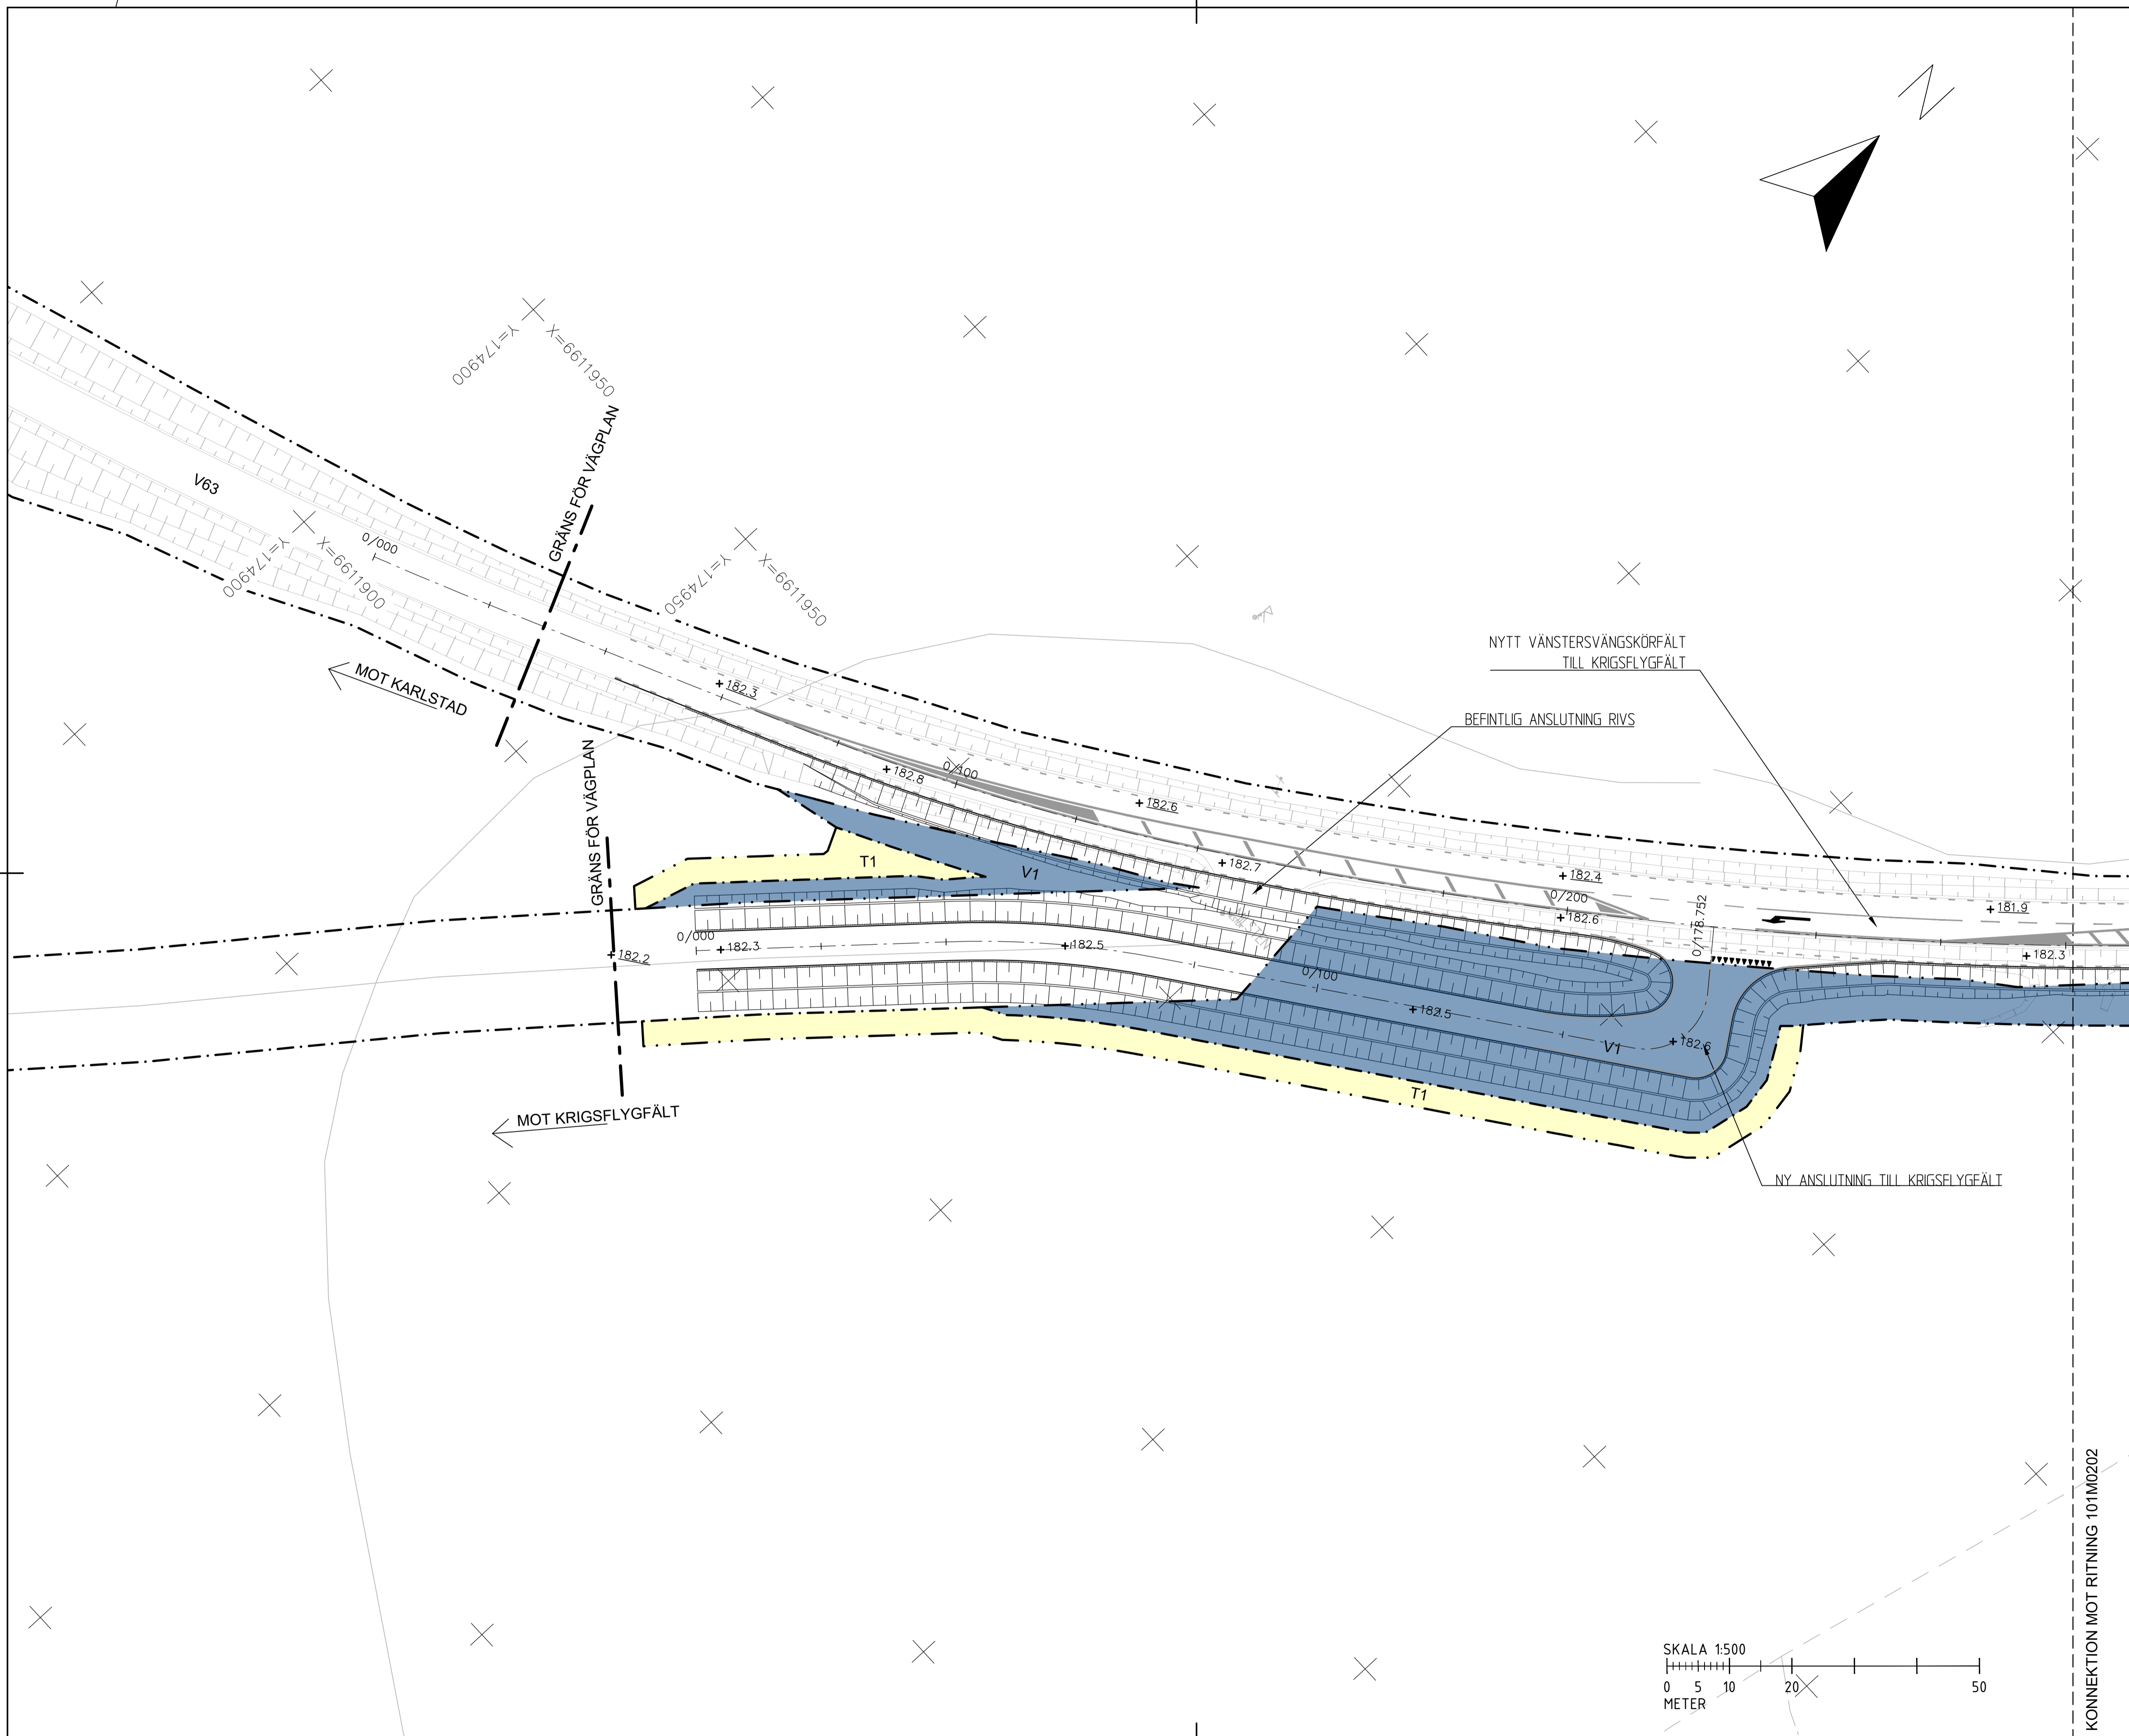 N
Y=174900
X=6611950
GRÄNS FÖR VÄGPLAN
V63
0/000
Y=174900
X=6611900
Y=174950
X=6611950
MOT KARLSTAD
NYTT VÄNSTERSVÄNGSKÖRFÄLT
TILL KRIGSFLYGFÄLT
BEFINTLIG ANSLUTNING RIVS
+182.3
+182.8
0/100
+182.6
+182.7
+182.4
0/200
+182.6
0/178.752
+181.9
+182.3
GRÄNS FÖR VÄGPLAN
T1
V1
0/000
+182.3
+182.2
+182.5
0/100
+182.5
V1
+182.6
T1
MOT KRIGSFLYGFÄLT
NY ANSLUTNING TILL KRIGSFLYGFÄLT
KONNEKTION MOT RITNING 101M0202
SKALA 1:500
0 5 10 20 50
METER